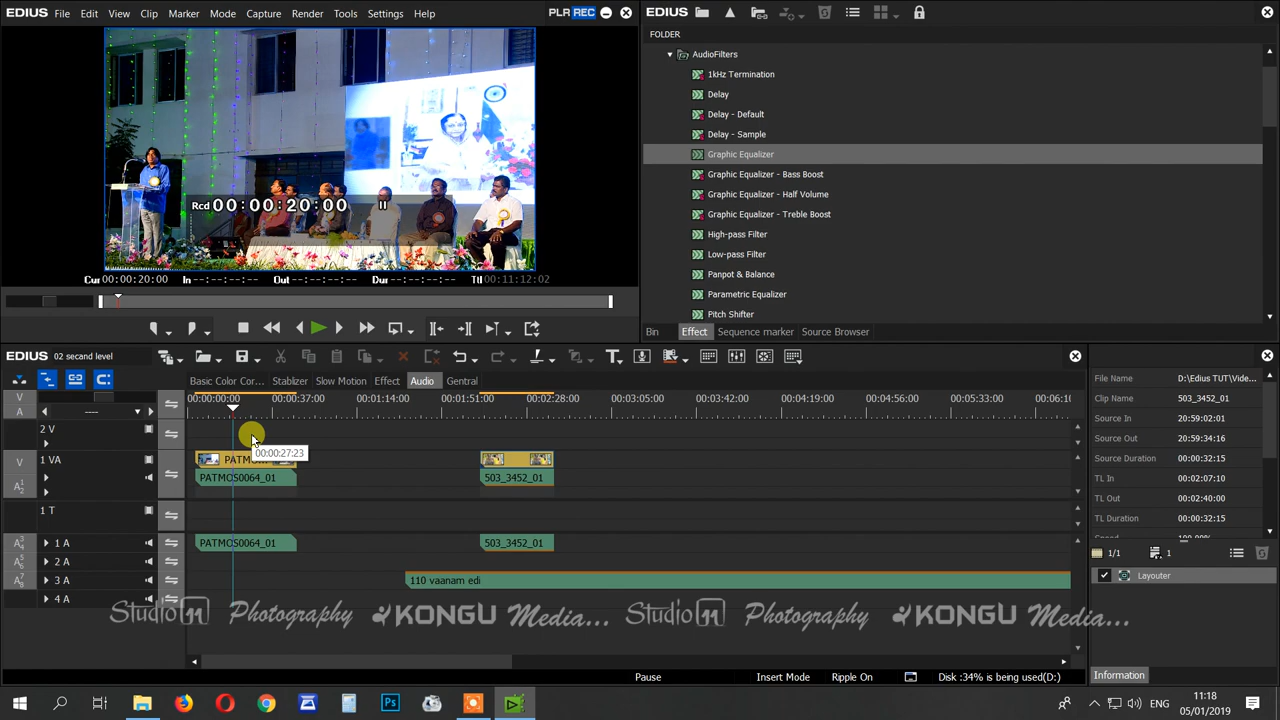 File Edit View Clip Marker Mode Capture Render Tools Settings Help
PLR REC
EDIUS
FOLDER
AudioFilters
1kHz Termination
Delay
Delay - Default
Delay - Sample
Graphic Equalizer
Graphic Equalizer - Bass Boost
Graphic Equalizer - Half Volume
Graphic Equalizer - Treble Boost
High-pass Filter
Low-pass Filter
Panpot & Balance
Parametric Equalizer
Pitch Shifter
Bin Effect Sequence marker Source Browser
Rcd 00:00:20:00
Cur 00:00:20:00 In --:--:--:-- Out --:--:--:-- Dur --:--:--:-- Ttl 00:11:12:02
EDIUS 02 secand level
Basic Color Cor... Stablizer Slow Motion Effect Audio Gentral
V
A
00:00:00:00 00:00:37:00 00:01:14:00 00:01:51:00 00:02:28:00 00:03:05:00 00:03:42:00 00:04:19:00 00:04:56:00 00:05:33:00 00:06:10
----
2 V
00:00:27:23
V 1 VA
PATMO...
PATMOS0064_01
503_3452_01
1 T
1 A
PATMOS0064_01
503_3452_01
2 A
3 A
110 vaanam edi
4 A
Studio 11 Photography KONGU Media... Studio 11 Photography KONGU Media...
File Name D:\Edius TUT\Vide...
Clip Name 503_3452_01
Source In 20:59:02:01
Source Out 20:59:34:16
Source Duration 00:00:32:15
TL In 00:02:07:10
TL Out 00:02:40:00
TL Duration 00:00:32:15
1/1 1
Layouter
Information
Pause Insert Mode Ripple On Disk :34% is being used(D:)
Ps
ENG
11:18
05/01/2019